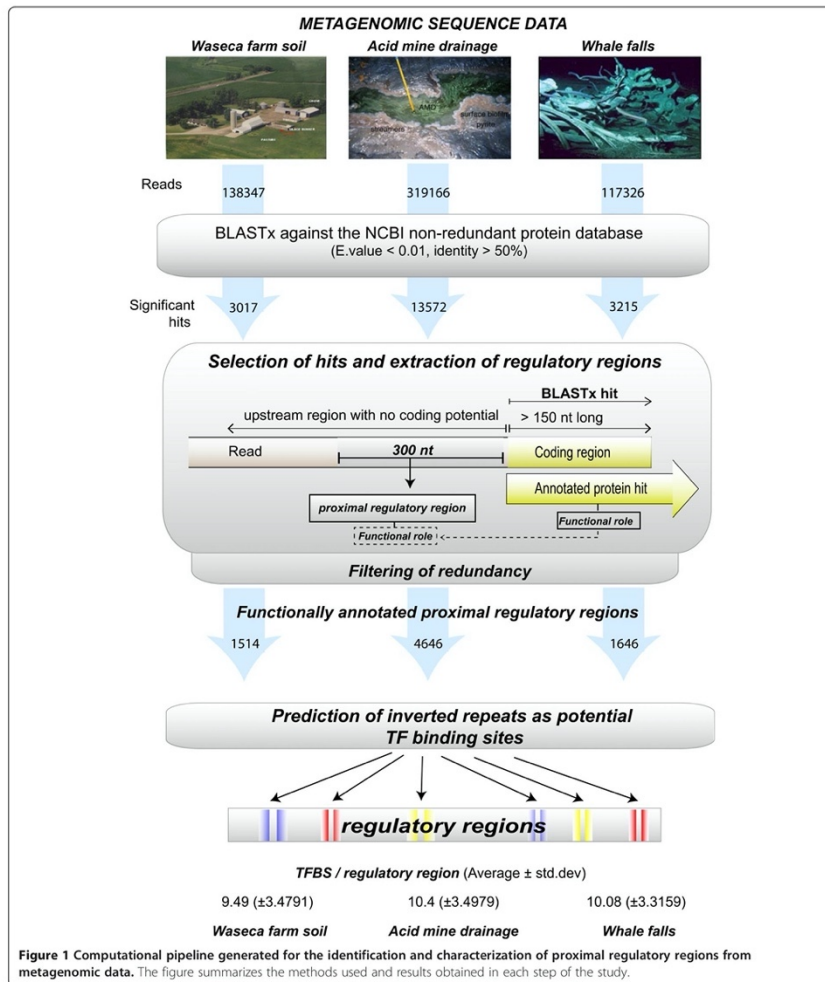 METAGENOMIC SEQUENCE DATA
Waseca farm soil
Acid mine drainage
Whale falls
AMD
streamers
surface biofilm
pyrite
Reads
138347
319166
117326
BLASTx against the NCBI non-redundant protein database
(E.value < 0.01, identity > 50%)
Significant
hits
3017
13572
3215
Selection of hits and extraction of regulatory regions
BLASTx hit
upstream region with no coding potential
> 150 nt long
Read
300 nt
Coding region
Annotated protein hit
proximal regulatory region
Functional role
Functional role
Filtering of redundancy
Functionally annotated proximal regulatory regions
1514
4646
1646
Prediction of inverted repeats as potential
TF binding sites
regulatory regions
TFBS / regulatory region (Average ± std.dev)
9.49 (±3.4791)
10.4 (±3.4979)
10.08 (±3.3159)
Waseca farm soil
Acid mine drainage
Whale falls
Figure 1 Computational pipeline generated for the identification and characterization of proximal regulatory regions from
metagenomic data. The figure summarizes the methods used and results obtained in each step of the study.